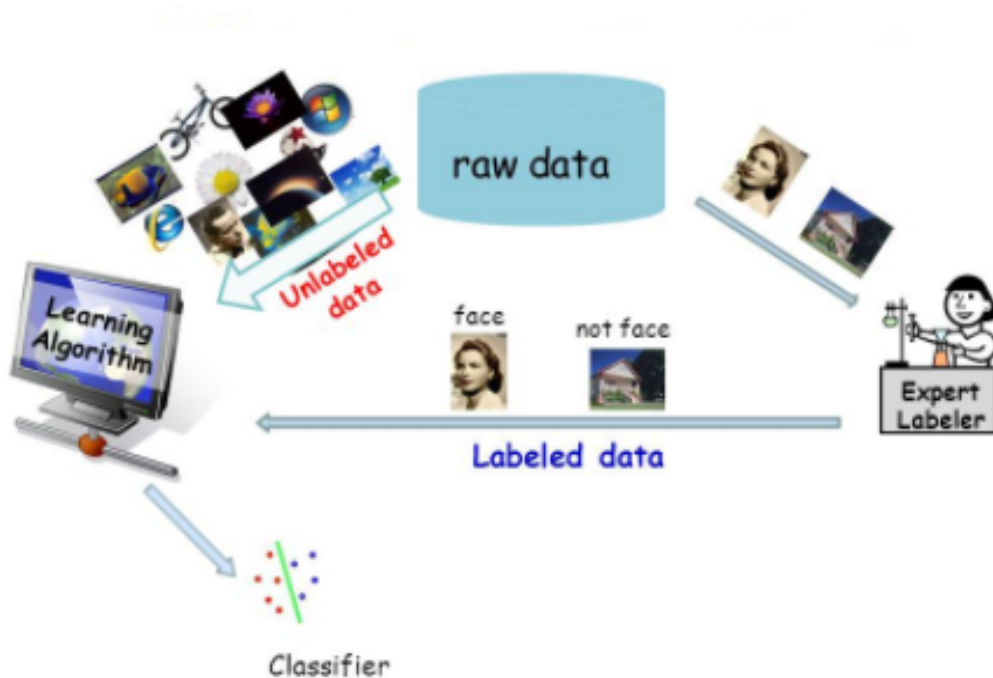 raw data
Unlabeled
data
Learning
Algorithm
face
not face
Expert
Labeler
Labeled data
Classifier